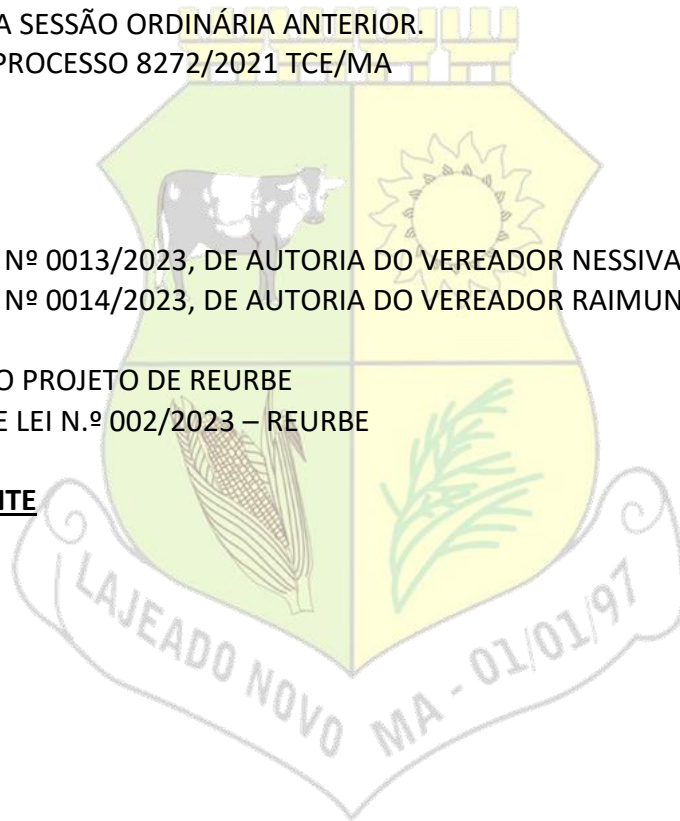 A SESSÃO ORDINÁRIA ANTERIOR.
PROCESSO 8272/2021 TCE/MA
Nº 0013/2023, DE AUTORIA DO VEREADOR NESSIVA
Nº 0014/2023, DE AUTORIA DO VEREADOR RAIMUN
O PROJETO DE REURBE
E LEI N.º 002/2023 – REURBE
NTE
LAJEADO NOVO MA - 01/01/97